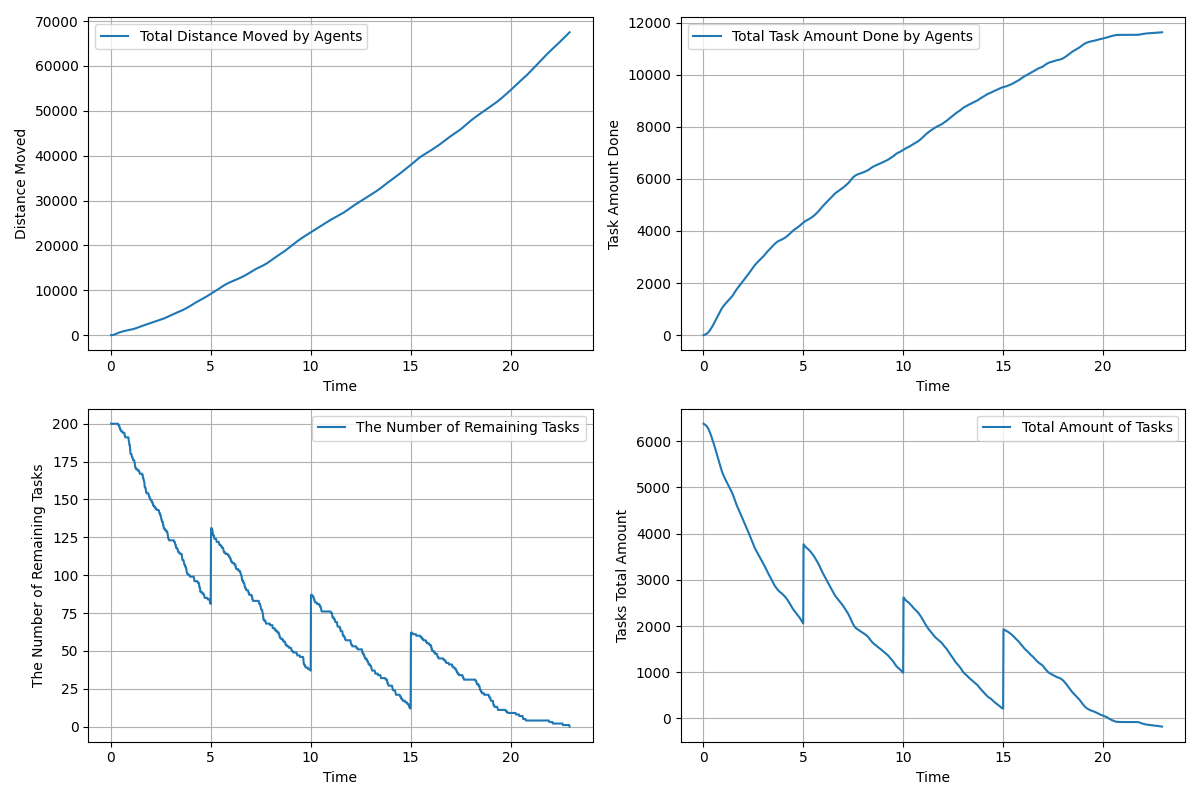 Total Distance Moved by Agents
70000
60000
50000
40000
30000
20000
10000
0
Distance Moved
0 5 10 15 20
Time
Total Task Amount Done by Agents
12000
10000
8000
6000
4000
2000
0
Task Amount Done
0 5 10 15 20
Time
The Number of Remaining Tasks
200
175
150
125
100
75
50
25
0
The Number of Remaining Tasks
0 5 10 15 20
Time
Total Amount of Tasks
6000
5000
4000
3000
2000
1000
0
Tasks Total Amount
0 5 10 15 20
Time